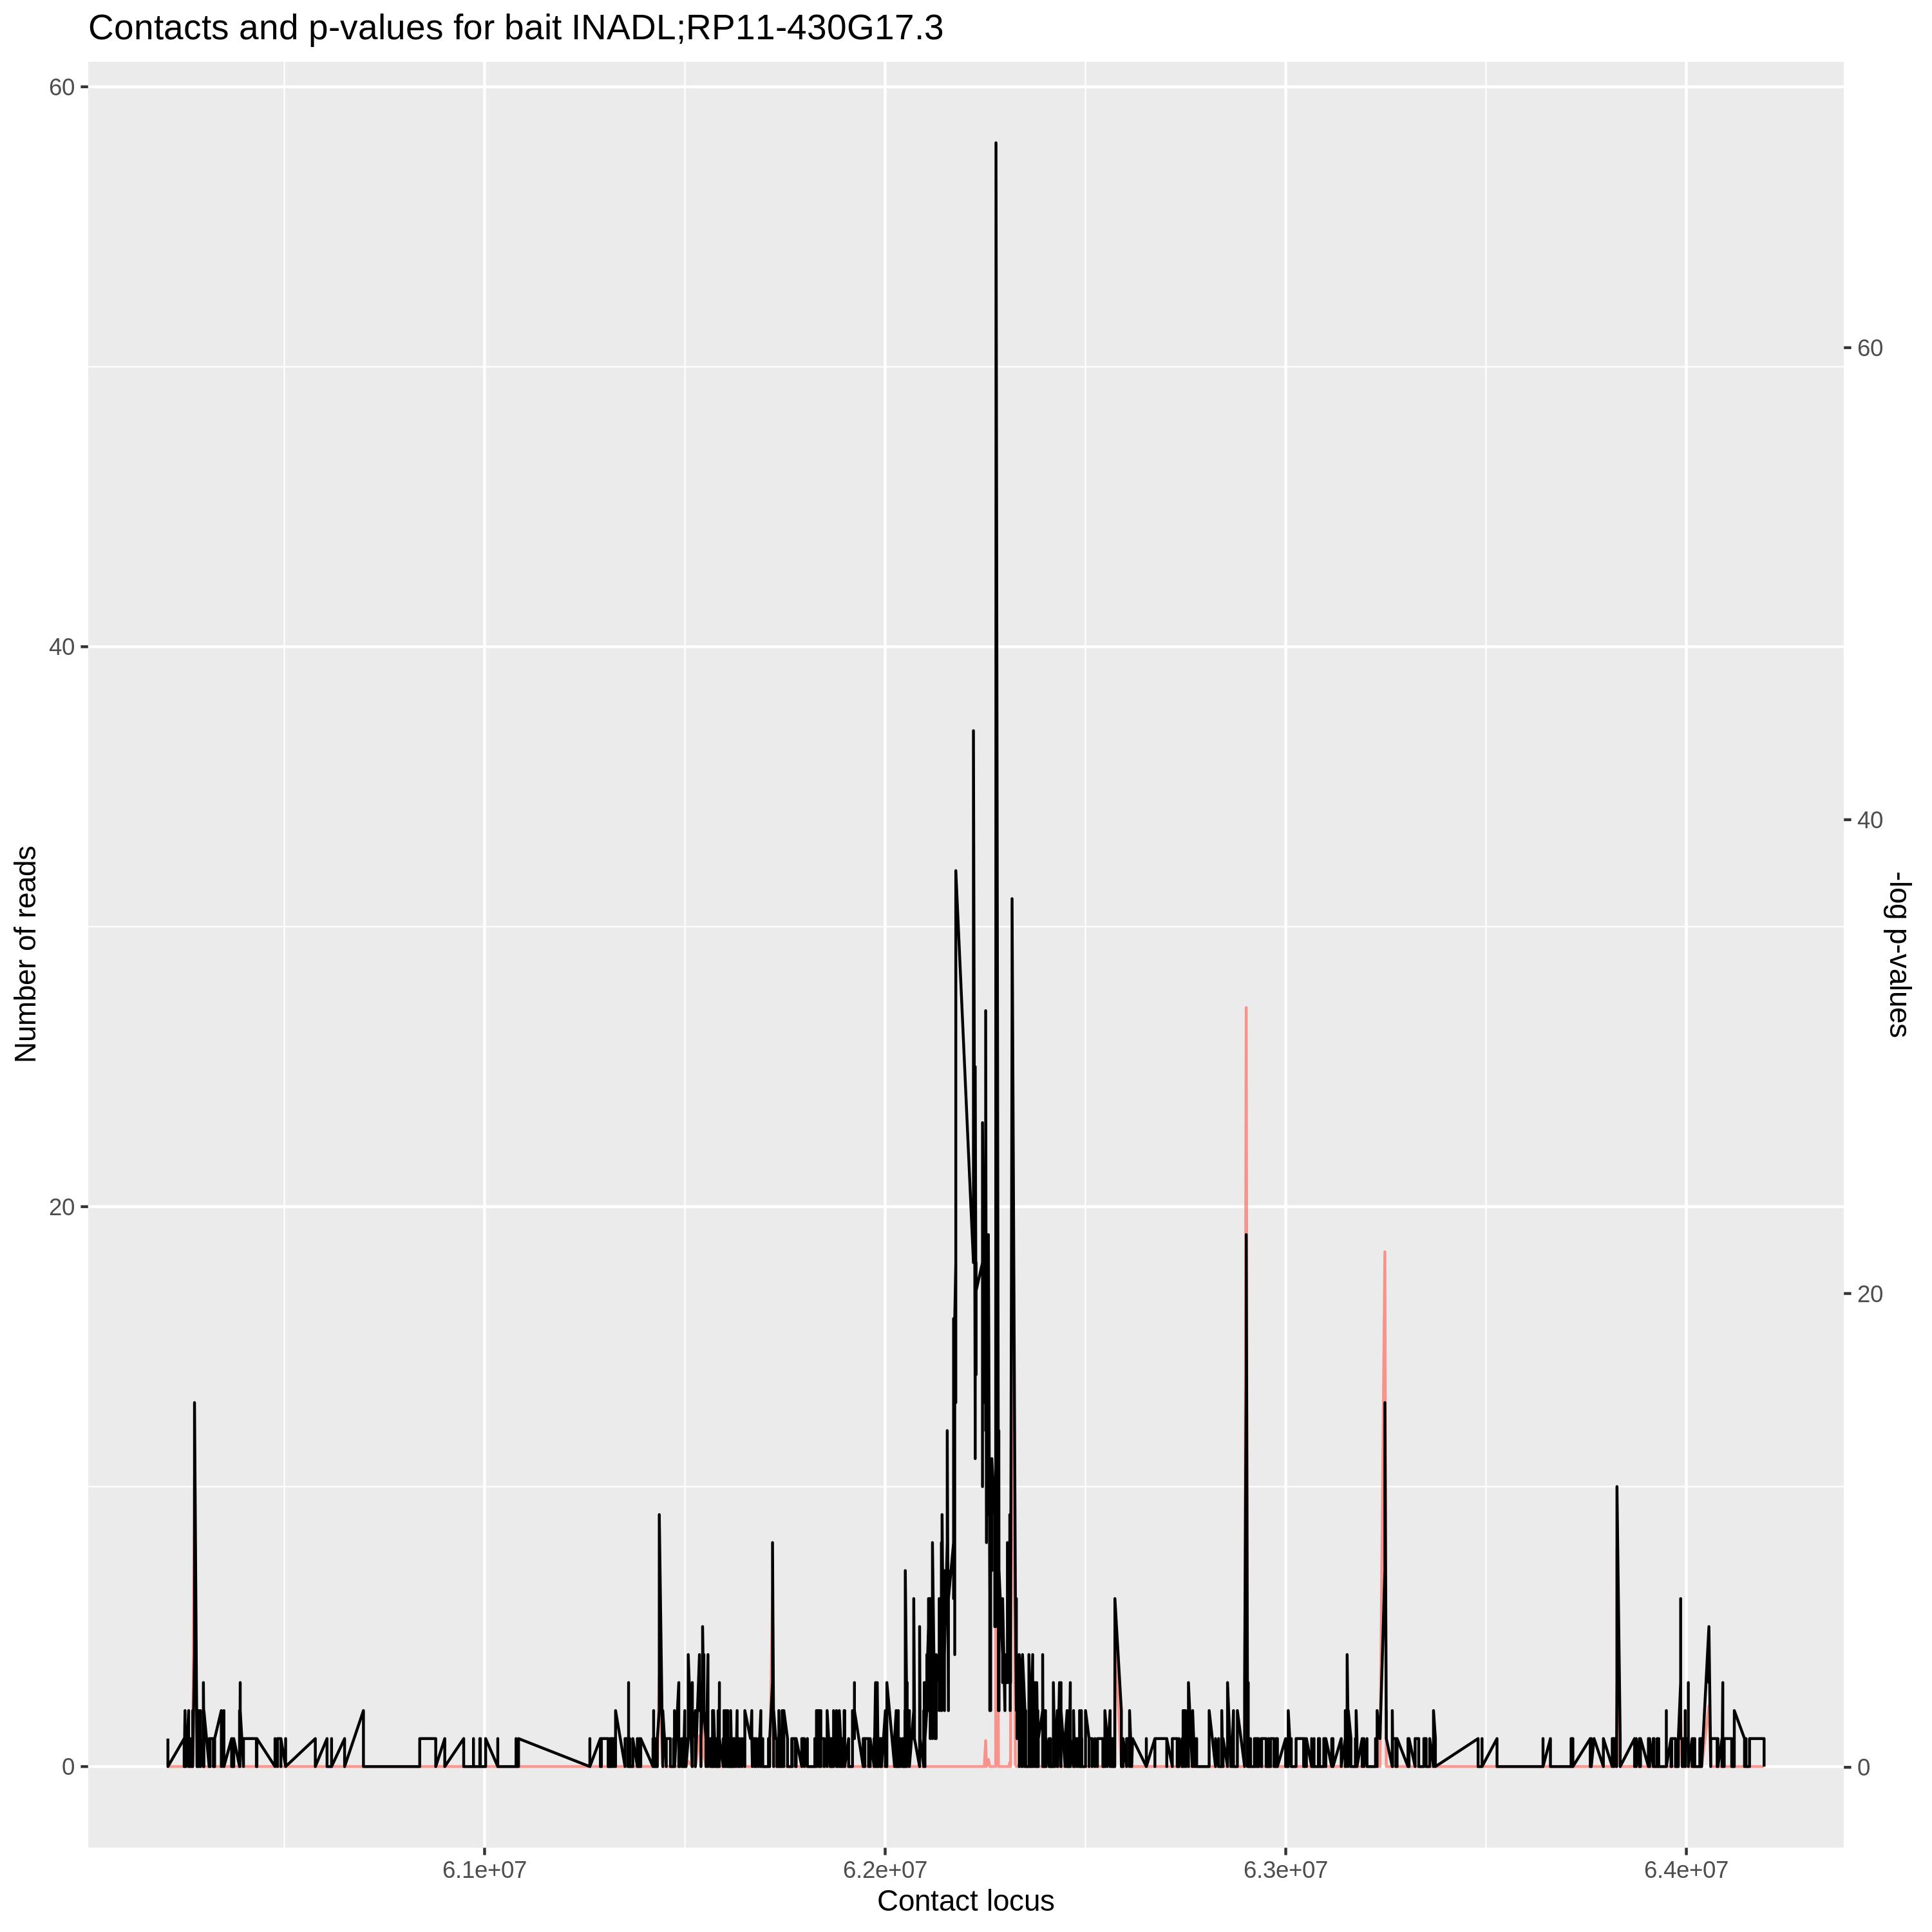 Contacts and p-values for bait INADL;RP11-430G17.3
60
40
20
0
Number of reads
60
40
20
0
-log p-values
6.1e+07 6.2e+07 6.3e+07 6.4e+07
Contact locus